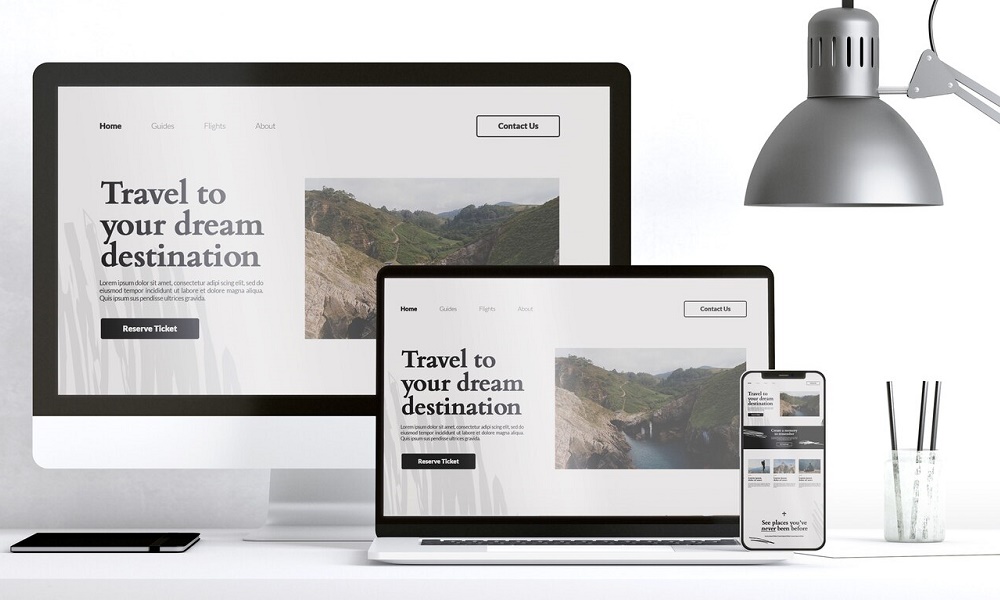 Home Guides Flights About Contact Us
Travel to
your dream
destination
Lorem ipsum dolor sit amet, consectetur adipi scing elit, sed do
eiusmod tempor incididunt ut labore et dolore magna aliqua.
Quis ipsum sus pendisse ultrices gravida.
Reserve Ticket
Home Guides Flights About Contact Us
Travel to
your dream
destination
Lorem ipsum dolor sit amet, consectetur adipi scing elit, sed do
eiusmod tempor incididunt ut labore et dolore magna aliqua.
Quis ipsum sus pendisse ultrices gravida.
Reserve Ticket
Travel to
your dream
destination
Create a memory
to remember
See places you've
never been before